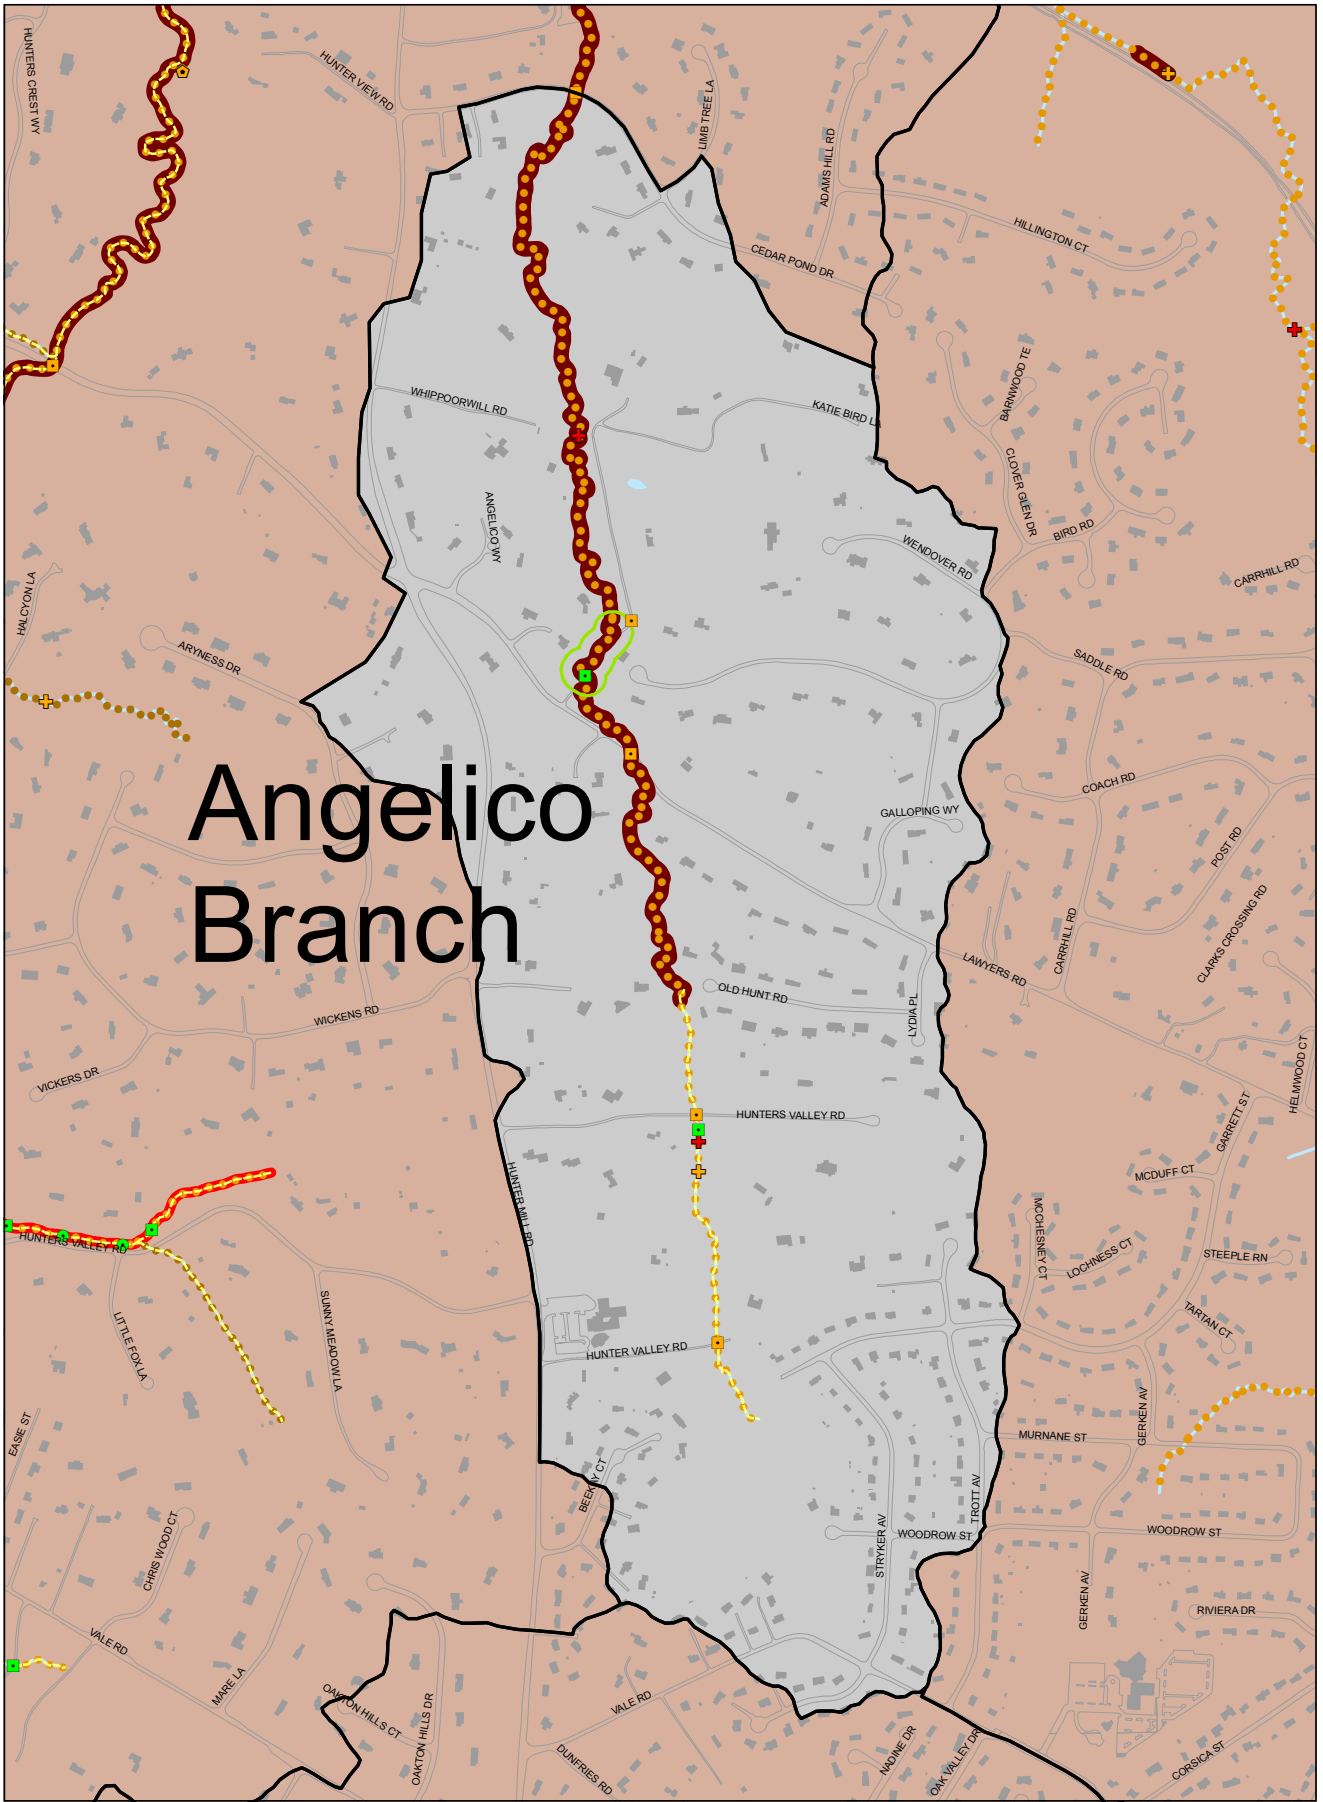 HUNTERS CREST WY
HUNTER VIEW RD
LIMB TREE LA
ADAMS HILL RD
HILLINGTON CT
CEDAR POND DR
BARNWOOD TE
WHIPPOORWILL RD
KATIE BIRD LA
CLOVER GLEN DR
BIRD RD
ANGELICO WY
WENDOVER RD
CARRHILL RD
HALCYON LA
ARYNESS DR
SADDLE RD
COACH RD
Angelico
Branch
GALLOPING WY
POST RD
CLARKS CROSSING RD
CARRHILL RD
LAWYERS RD
OLD HUNT RD
LYDIA PL
WICKENS RD
VICKERS DR
HELMWOOD CT
HUNTERS VALLEY RD
GARRETT ST
MCDUFF CT
HUNTER MILL RD
MCCHESNEY CT
LOCHNESS CT
STEEPLE RN
HUNTERS VALLEY RD
TARTAN CT
LITTLE FOX LA
SUNNY MEADOW LA
HUNTER VALLEY RD
GERKEN AV
EASIE ST
MURNANE ST
BEEKAY CT
TROTT AV
STRYKER AV
WOODROW ST
WOODROW ST
CHRIS WOOD CT
GERKEN AV
RIVIERA DR
VALE RD
MARE LA
OAKTON HILLS CT
OAKTON HILLS DR
VALE RD
DUNFRIES RD
NADINE DR
OAK VALLEY DR
CORSICA ST